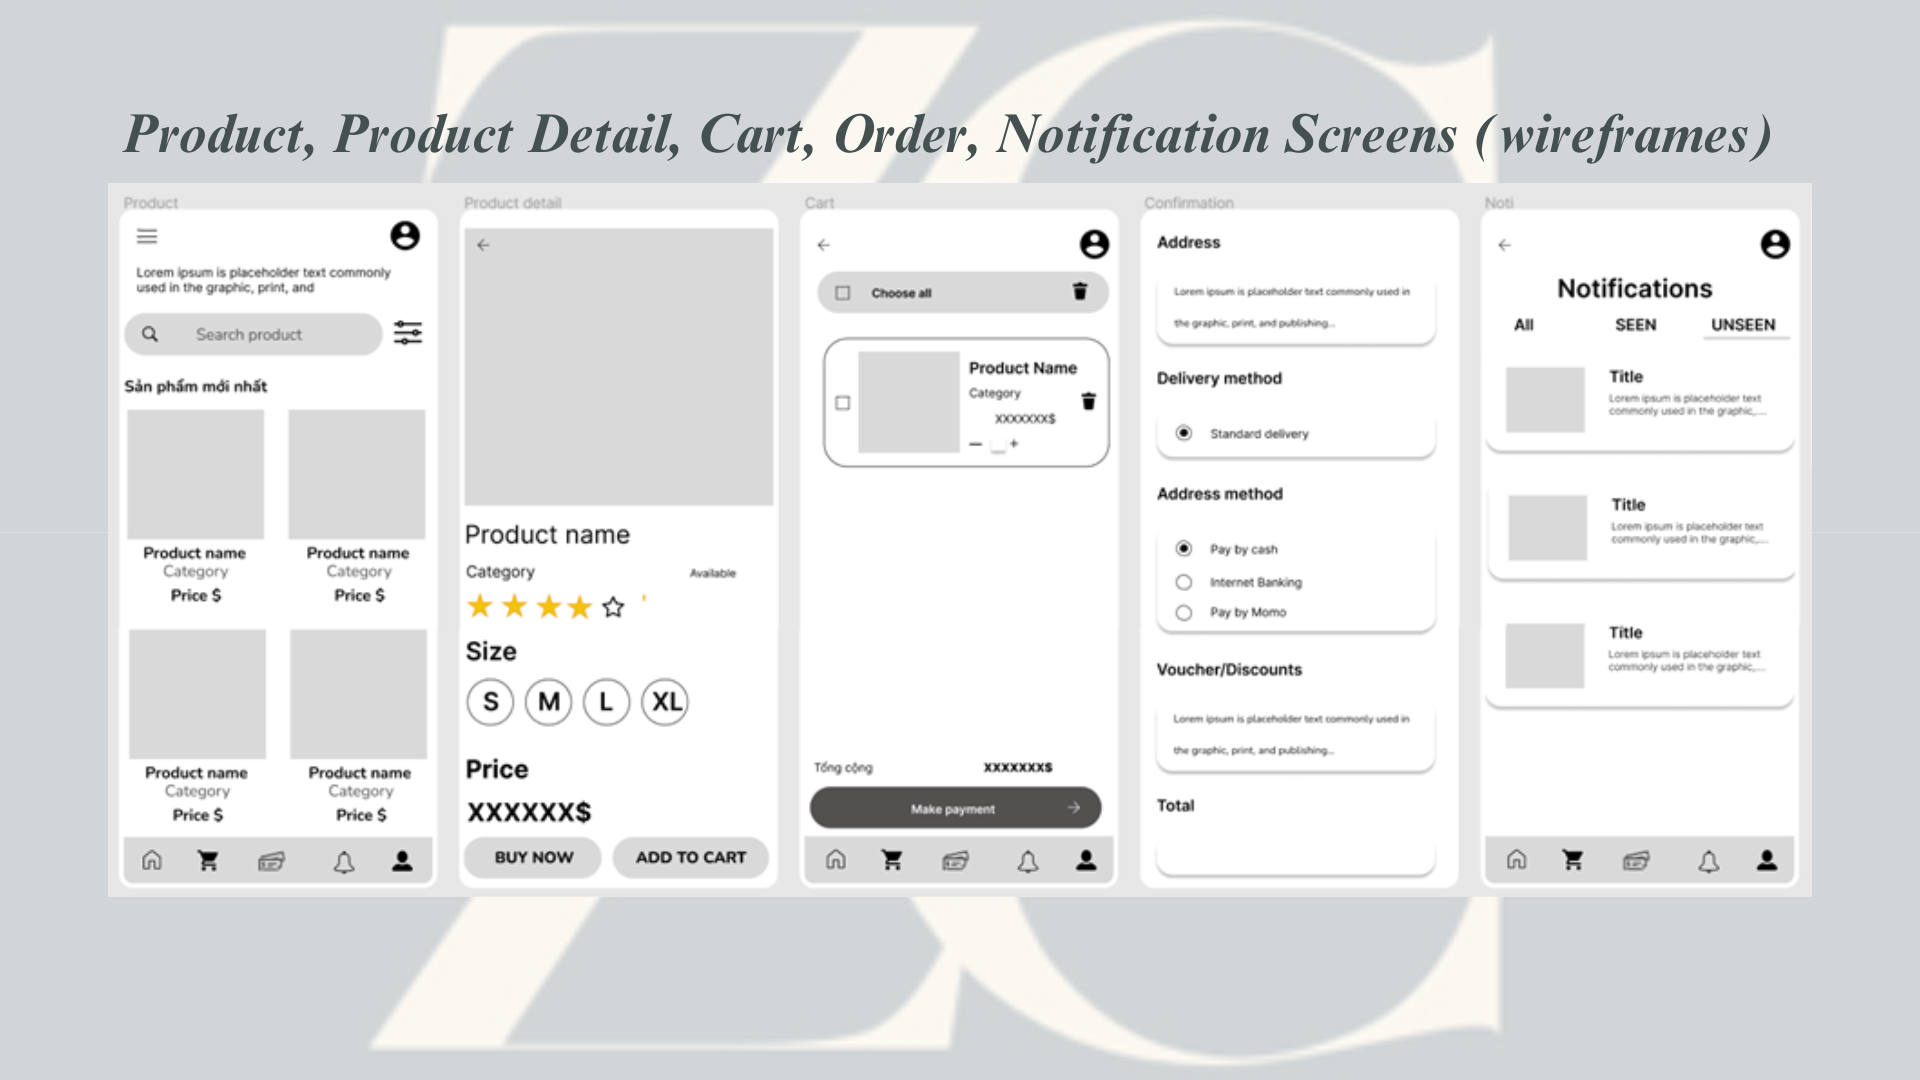 Product, Product Detail, Cart, Order, Notification Screens (wireframes)
Product
Lorem ipsum is placeholder text commonly
used in the graphic, print, and
Search product
Sản phẩm mới nhất
Product name
Category
Price $
Product name
Category
Price $
Product name
Category
Price $
Product name
Category
Price $
Product detail
Product name
Category
Available
Size
S M L XL
Price
XXXXXX$
BUY NOW
ADD TO CART
Cart
Choose all
Product Name
Category
XXXXXXX$
Tổng cộng
XXXXXXX$
Make payment
Confirmation
Address
Lorem ipsum is placeholder text commonly used in
the graphic, print, and publishing...
Delivery method
Standard delivery
Address method
Pay by cash
Internet Banking
Pay by Momo
Voucher/Discounts
Lorem ipsum is placeholder text commonly used in
the graphic, print, and publishing...
Total
Noti
Notifications
All SEEN UNSEEN
Title
Lorem ipsum is placeholder text
commonly used in the graphic,....
Title
Lorem ipsum is placeholder text
commonly used in the graphic,....
Title
Lorem ipsum is placeholder text
commonly used in the graphic,....